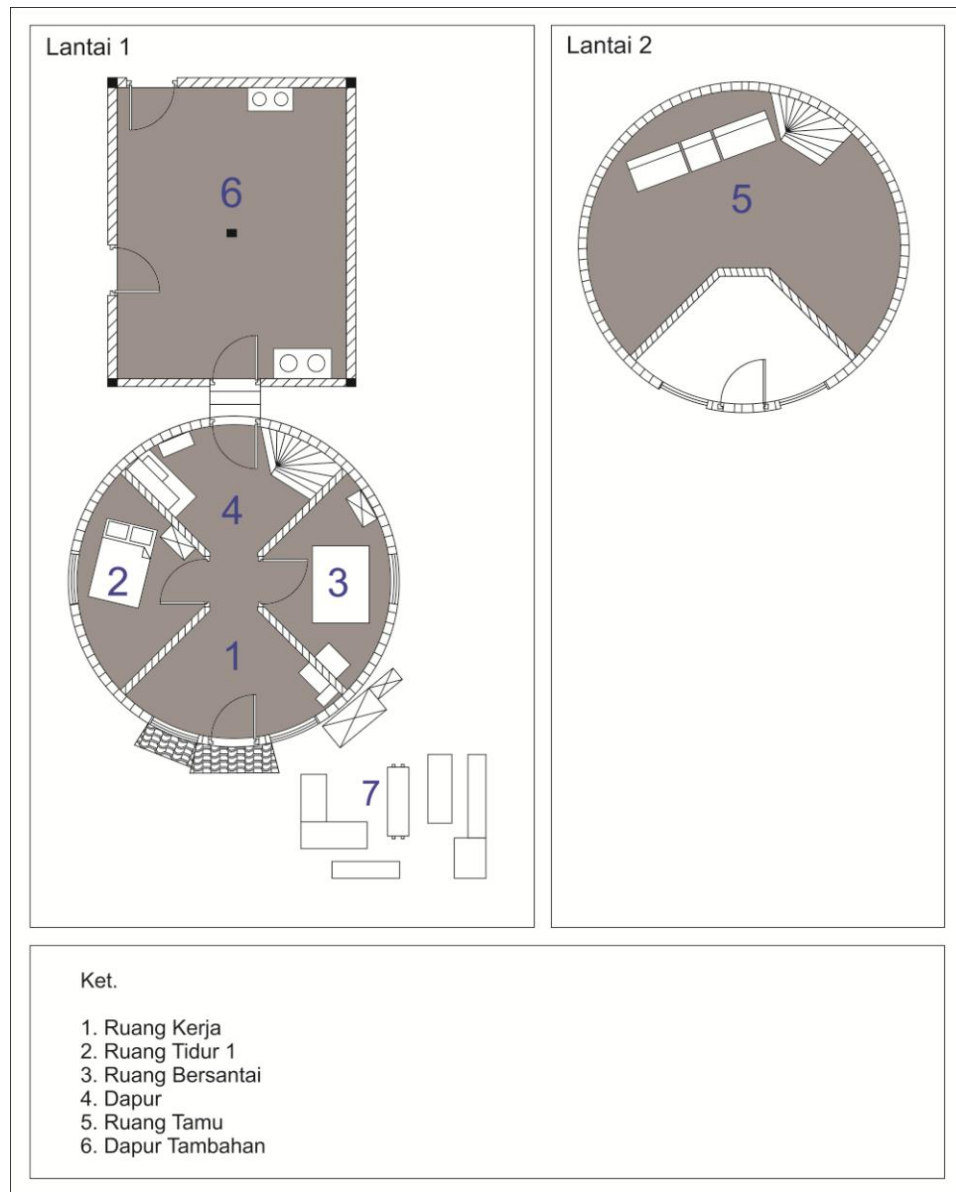 Lantai 1
Lantai 2
6
5
4
2
3
1
7
Ket.
1. Ruang Kerja
2. Ruang Tidur 1
3. Ruang Bersantai
4. Dapur
5. Ruang Tamu
6. Dapur Tambahan